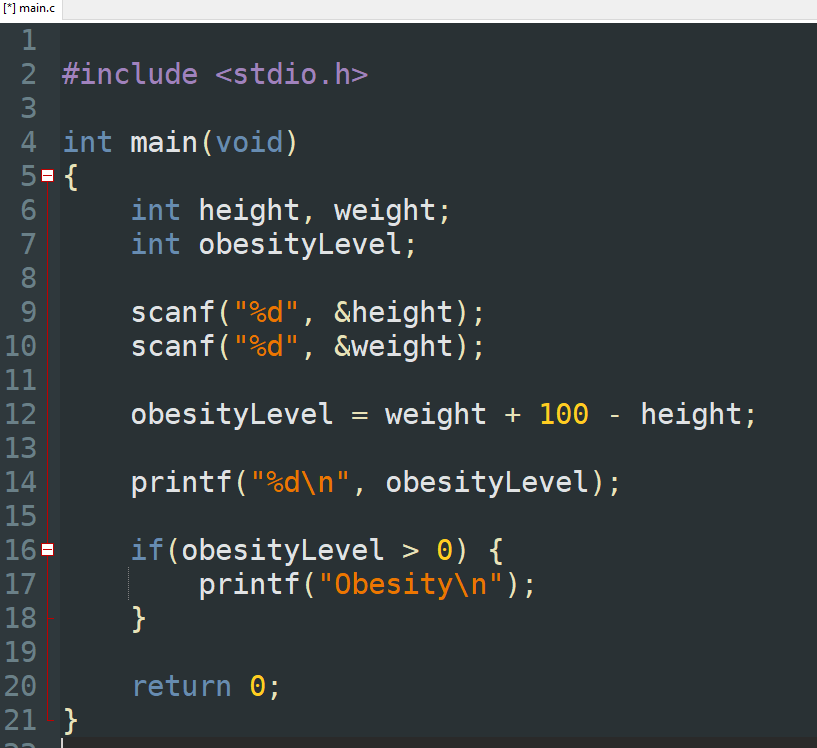 [*] main.c
1
2 #include <stdio.h>
3
4 int main(void)
5 {
6     int height, weight;
7     int obesityLevel;
8
9     scanf("%d", &height);
10     scanf("%d", &weight);
11
12     obesityLevel = weight + 100 - height;
13
14     printf("%d\n", obesityLevel);
15
16     if(obesityLevel > 0) {
17         printf("Obesity\n");
18     }
19
20     return 0;
21 }
22